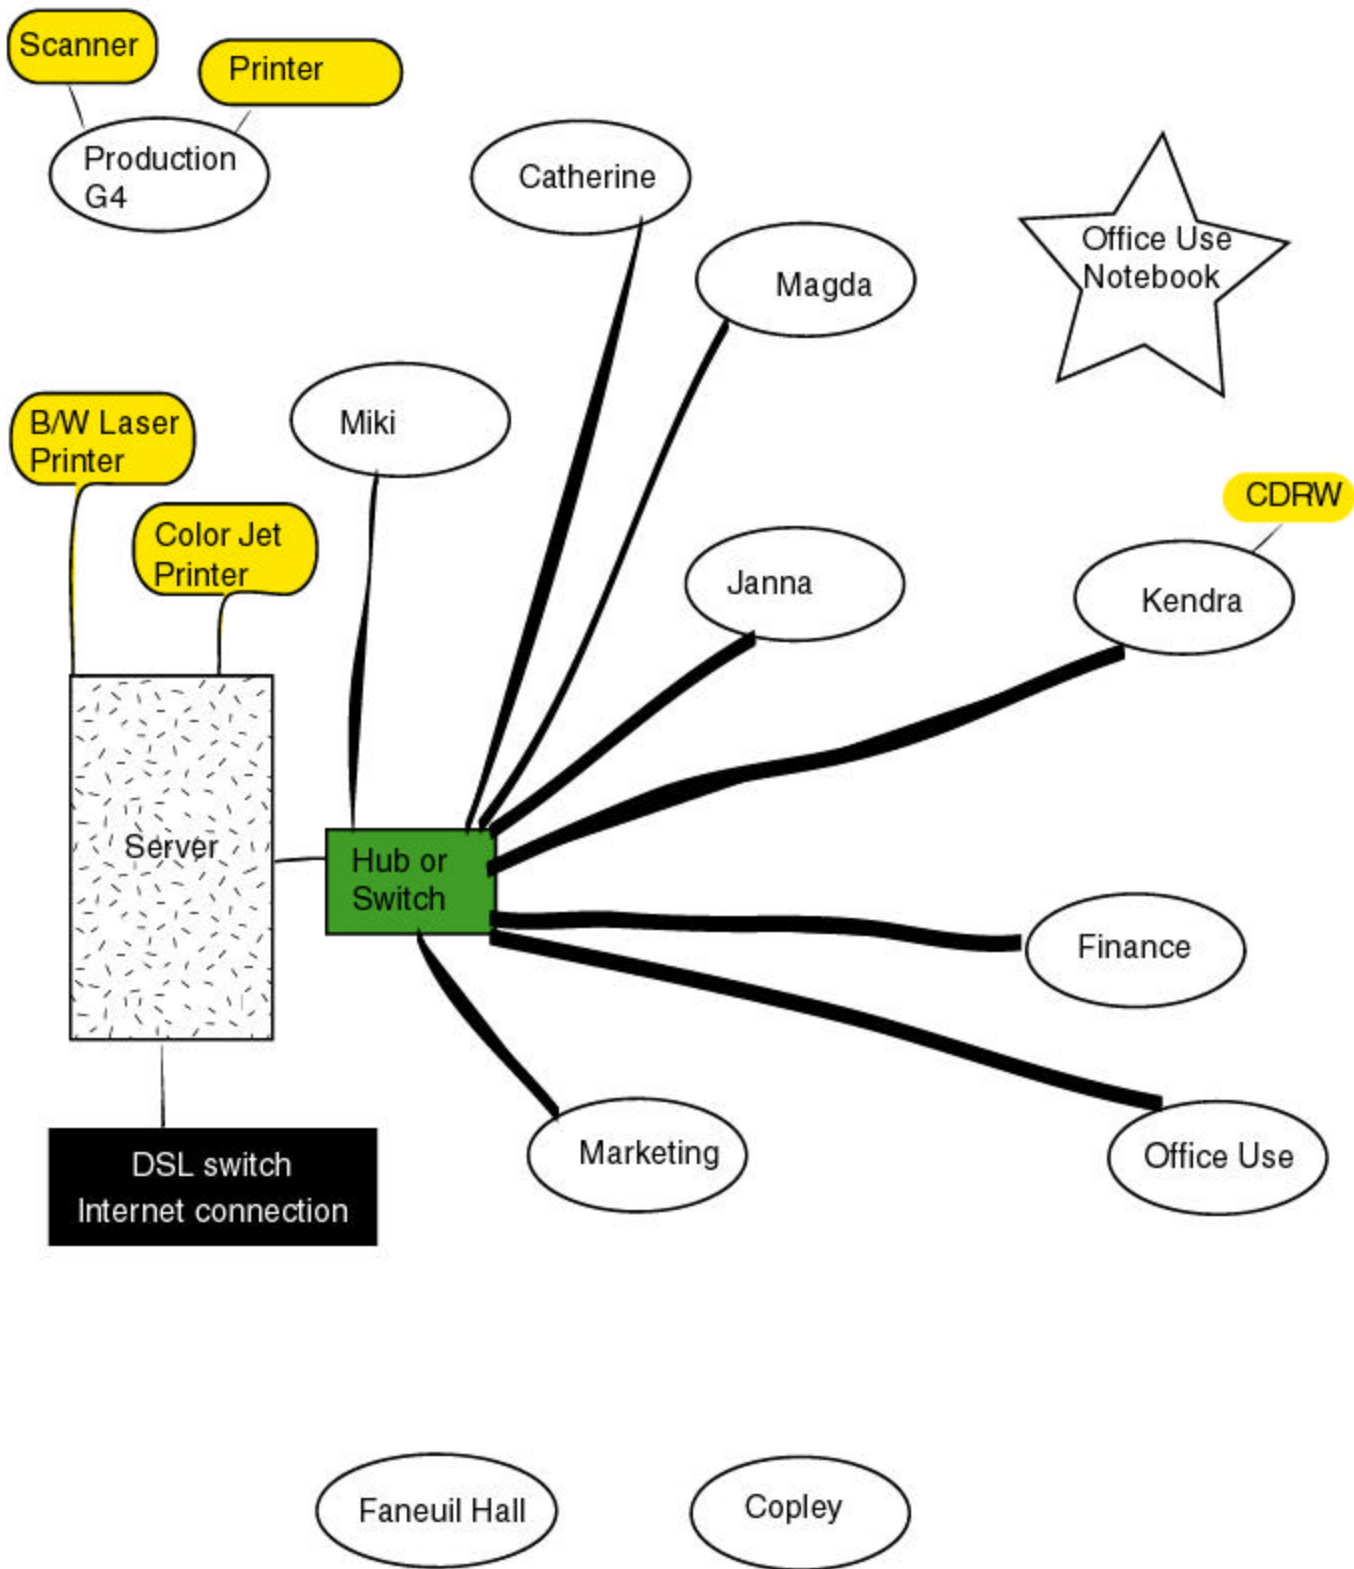 Scanner
Printer
Production
G4
Catherine
Magda
Office Use
Notebook
Miki
B/W Laser
Printer
Color Jet
Printer
CDRW
Janna
Kendra
Server
Hub or
Switch
Finance
Marketing
Office Use
DSL switch
Internet connection
Faneuil Hall
Copley